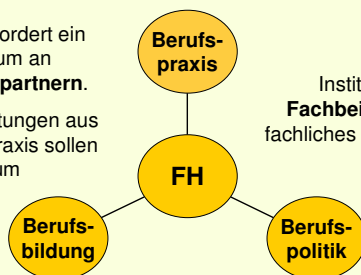 ordert ein
um an
partnern.
tungen aus
raxis sollen
um
Berufs-
praxis
Instit
Fachbei
fachliches
FH
Berufs-
bildung
Berufs-
politik